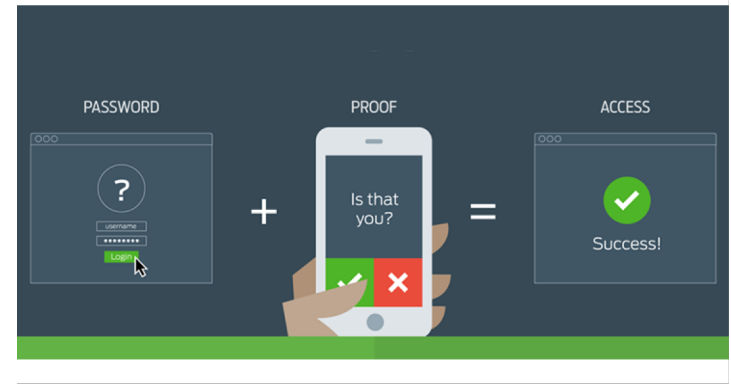 PASSWORD
PROOF
ACCESS
?
username
Login
+
Is that
you?
=
Success!